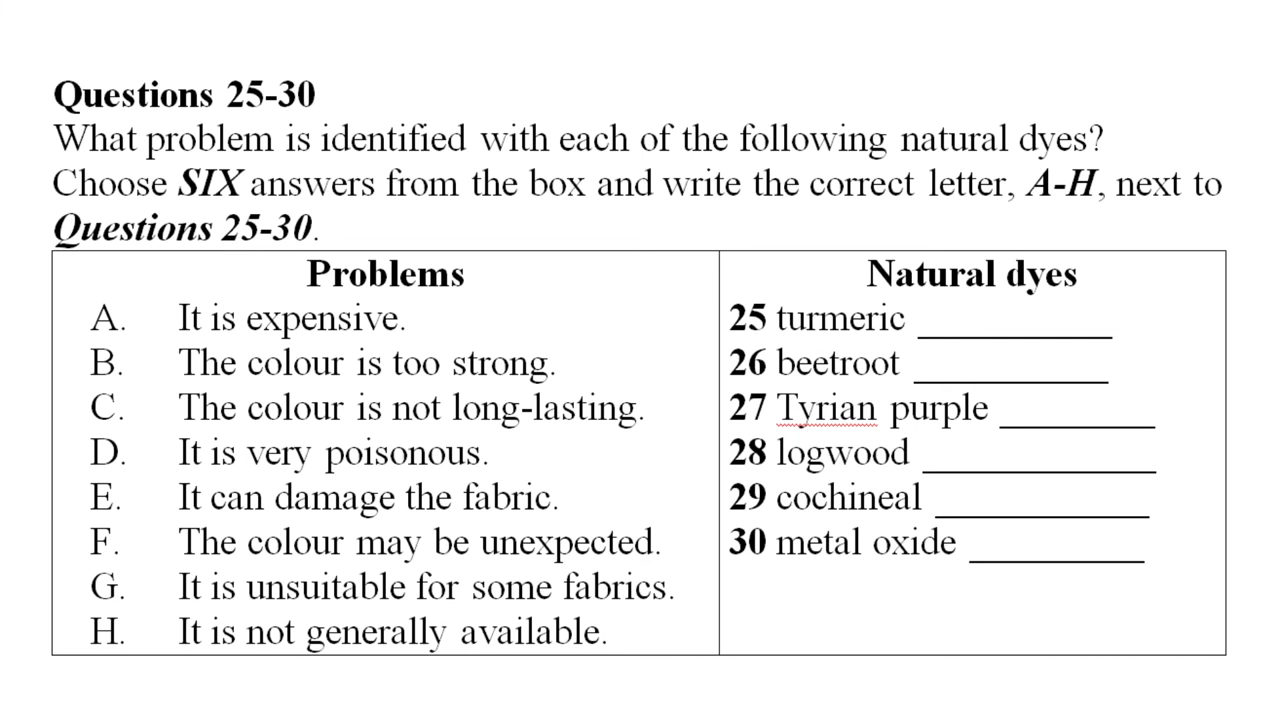 Questions 25-30
What problem is identified with each of the following natural dyes?
Choose SIX answers from the box and write the correct letter, A-H, next to
Questions 25-30.
Problems
A. It is expensive.
B. The colour is too strong.
C. The colour is not long-lasting.
D. It is very poisonous.
E. It can damage the fabric.
F. The colour may be unexpected.
G. It is unsuitable for some fabrics.
H. It is not generally available.
Natural dyes
25 turmeric __________
26 beetroot __________
27 Tyrian purple ________
28 logwood ____________
29 cochineal ___________
30 metal oxide _________